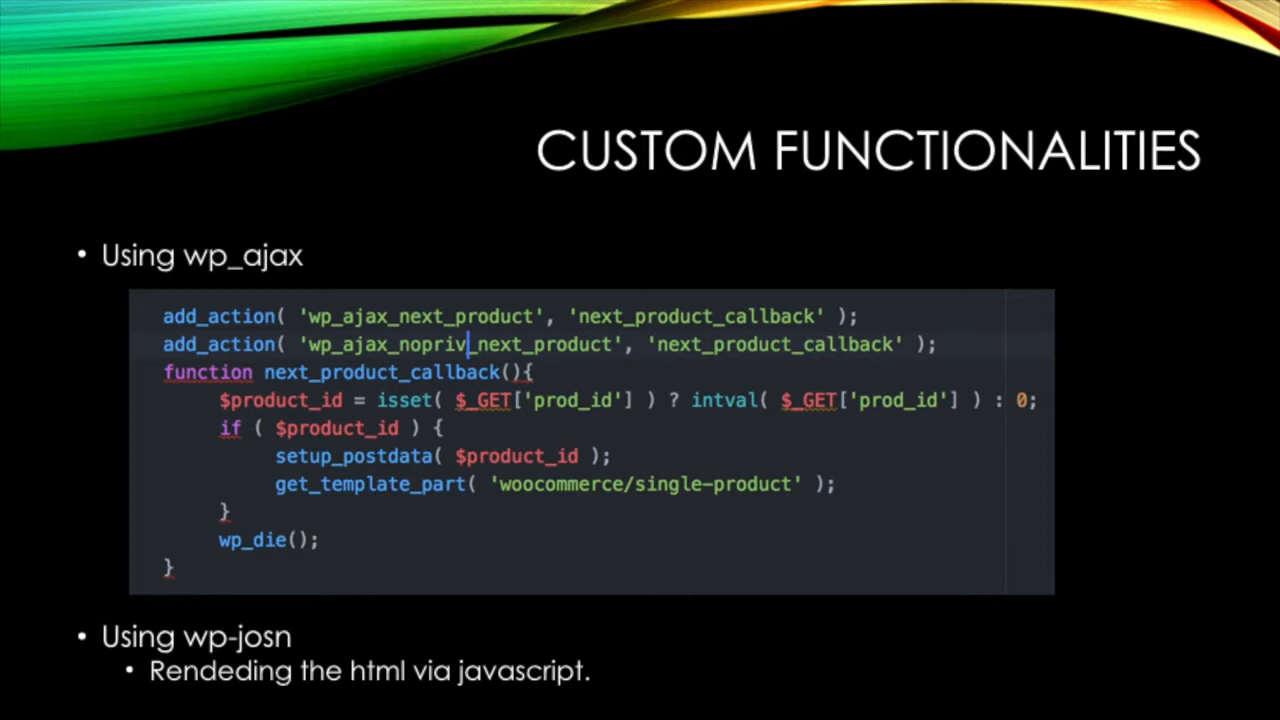 CUSTOM FUNCTIONALITIES
• Using wp_ajax
add_action( 'wp_ajax_next_product', 'next_product_callback' );
add_action( 'wp_ajax_nopriv_next_product', 'next_product_callback' );
function next_product_callback(){
$product_id = isset( $_GET['prod_id'] ) ? intval( $_GET['prod_id'] ) : 0;
if ( $product_id ) {
setup_postdata( $product_id );
get_template_part( 'woocommerce/single-product' );
}
wp_die();
}
• Using wp-josn
• Rendeding the html via javascript.